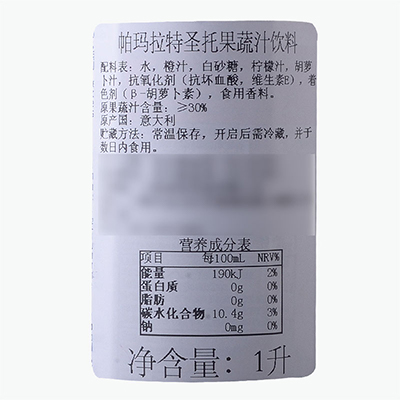 帕玛拉特圣托果蔬汁饮料
配料表：水，橙汁，白砂糖，柠檬汁，胡萝
卜汁，抗氧化剂（抗坏血酸，维生素E），着
色剂（β-胡萝卜素），食用香料。
原果蔬汁含量：≥30%
原产国：意大利
贮藏方法：常温保存，开启后需冷藏，并于
数日内食用。
营养成分表
项目 每100mL NRV%
能量 190kJ 2%
蛋白质 0g 0%
脂肪 0g 0%
碳水化合物 10.4g 3%
钠 0mg 0%
净含量：1升